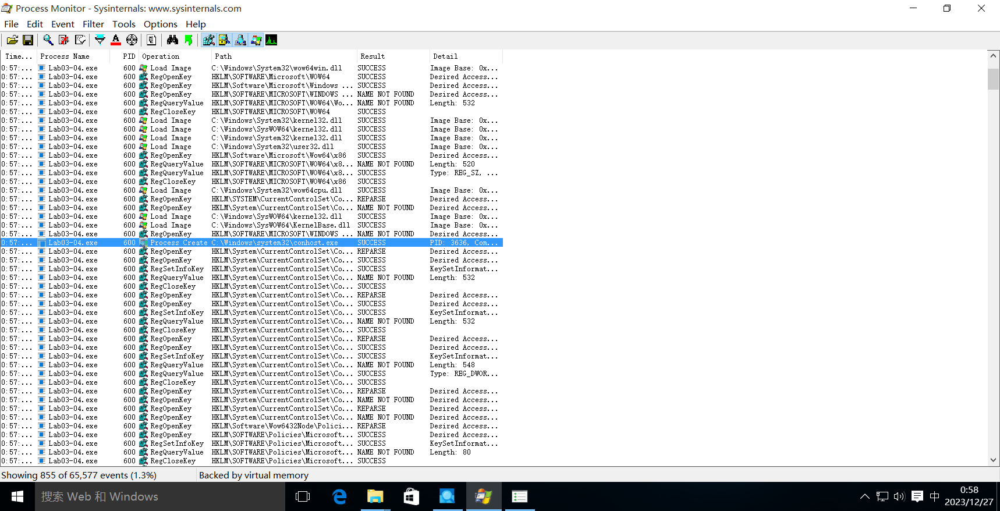 Process Monitor - Sysinternals: www.sysinternals.com
File Edit Event Filter Tools Options Help
Time... Process Name PID Operation Path Result Detail
0:57:... Lab03-04.exe 600 Load Image C:\Windows\System32\wow64win.dll SUCCESS Image Base: 0x...
0:57:... Lab03-04.exe 600 RegOpenKey HKLM\SOFTWARE\Microsoft\WOW64 SUCCESS Desired Access...
0:57:... Lab03-04.exe 600 RegOpenKey HKLM\Software\Microsoft\Windows ... SUCCESS Desired Access...
0:57:... Lab03-04.exe 600 RegOpenKey HKLM\SOFTWARE\MICROSOFT\WINDOWS ... NAME NOT FOUND Desired Access...
0:57:... Lab03-04.exe 600 RegQueryValue HKLM\SOFTWARE\MICROSOFT\WOW64\Wo... NAME NOT FOUND Length: 532
0:57:... Lab03-04.exe 600 RegCloseKey HKLM\SOFTWARE\MICROSOFT\WOW64 SUCCESS
0:57:... Lab03-04.exe 600 Load Image C:\Windows\System32\kernel32.dll SUCCESS Image Base: 0x...
0:57:... Lab03-04.exe 600 Load Image C:\Windows\SysWOW64\kernel32.dll SUCCESS Image Base: 0x...
0:57:... Lab03-04.exe 600 Load Image C:\Windows\System32\kernel32.dll SUCCESS Image Base: 0x...
0:57:... Lab03-04.exe 600 Load Image C:\Windows\System32\user32.dll SUCCESS Image Base: 0x...
0:57:... Lab03-04.exe 600 RegOpenKey HKLM\Software\Microsoft\Wow64\x86 SUCCESS Desired Access...
0:57:... Lab03-04.exe 600 RegQueryValue HKLM\SOFTWARE\MICROSOFT\WOW64\x8... NAME NOT FOUND Length: 520
0:57:... Lab03-04.exe 600 RegQueryValue HKLM\SOFTWARE\MICROSOFT\WOW64\x8... SUCCESS Type: REG_SZ, ...
0:57:... Lab03-04.exe 600 RegCloseKey HKLM\SOFTWARE\MICROSOFT\WOW64\x86 SUCCESS
0:57:... Lab03-04.exe 600 Load Image C:\Windows\System32\wow64cpu.dll SUCCESS Image Base: 0x...
0:57:... Lab03-04.exe 600 RegOpenKey HKLM\SYSTEM\CurrentControlSet\Co... REPARSE Desired Access...
0:57:... Lab03-04.exe 600 RegOpenKey HKLM\System\CurrentControlSet\Co... NAME NOT FOUND Desired Access...
0:57:... Lab03-04.exe 600 Load Image C:\Windows\SysWOW64\kernel32.dll SUCCESS Image Base: 0x...
0:57:... Lab03-04.exe 600 Load Image C:\Windows\SysWOW64\KernelBase.dll SUCCESS Image Base: 0x...
0:57:... Lab03-04.exe 600 RegOpenKey HKLM\SOFTWARE\MICROSOFT\WINDOWS ... NAME NOT FOUND Desired Access...
0:57:... Lab03-04.exe 600 Process Create C:\Windows\system32\conhost.exe SUCCESS PID: 3636, Com...
0:57:... Lab03-04.exe 600 RegOpenKey HKLM\System\CurrentControlSet\Co... REPARSE Desired Access...
0:57:... Lab03-04.exe 600 RegOpenKey HKLM\System\CurrentControlSet\Co... SUCCESS Desired Access...
0:57:... Lab03-04.exe 600 RegSetInfoKey HKLM\System\CurrentControlSet\Co... SUCCESS KeySetInformat...
0:57:... Lab03-04.exe 600 RegQueryValue HKLM\System\CurrentControlSet\Co... NAME NOT FOUND Length: 532
0:57:... Lab03-04.exe 600 RegCloseKey HKLM\System\CurrentControlSet\Co... SUCCESS
0:57:... Lab03-04.exe 600 RegOpenKey HKLM\System\CurrentControlSet\Co... REPARSE Desired Access...
0:57:... Lab03-04.exe 600 RegOpenKey HKLM\System\CurrentControlSet\Co... SUCCESS Desired Access...
0:57:... Lab03-04.exe 600 RegSetInfoKey HKLM\System\CurrentControlSet\Co... SUCCESS KeySetInformat...
0:57:... Lab03-04.exe 600 RegQueryValue HKLM\System\CurrentControlSet\Co... NAME NOT FOUND Length: 532
0:57:... Lab03-04.exe 600 RegCloseKey HKLM\System\CurrentControlSet\Co... SUCCESS
0:57:... Lab03-04.exe 600 RegOpenKey HKLM\System\CurrentControlSet\Co... REPARSE Desired Access...
0:57:... Lab03-04.exe 600 RegOpenKey HKLM\System\CurrentControlSet\Co... SUCCESS Desired Access...
0:57:... Lab03-04.exe 600 RegSetInfoKey HKLM\System\CurrentControlSet\Co... SUCCESS KeySetInformat...
0:57:... Lab03-04.exe 600 RegQueryValue HKLM\System\CurrentControlSet\Co... NAME NOT FOUND Length: 548
0:57:... Lab03-04.exe 600 RegQueryValue HKLM\System\CurrentControlSet\Co... SUCCESS Type: REG_DWOR...
0:57:... Lab03-04.exe 600 RegCloseKey HKLM\System\CurrentControlSet\Co... SUCCESS
0:57:... Lab03-04.exe 600 RegOpenKey HKLM\System\CurrentControlSet\Co... REPARSE Desired Access...
0:57:... Lab03-04.exe 600 RegOpenKey HKLM\System\CurrentControlSet\Co... NAME NOT FOUND Desired Access...
0:57:... Lab03-04.exe 600 RegOpenKey HKLM\System\CurrentControlSet\Co... REPARSE Desired Access...
0:57:... Lab03-04.exe 600 RegOpenKey HKLM\System\CurrentControlSet\Co... NAME NOT FOUND Desired Access...
0:57:... Lab03-04.exe 600 RegOpenKey HKLM\Software\Wow6432Node\Polici... REPARSE Desired Access...
0:57:... Lab03-04.exe 600 RegOpenKey HKLM\SOFTWARE\Policies\Microsoft... SUCCESS Desired Access...
0:57:... Lab03-04.exe 600 RegSetInfoKey HKLM\SOFTWARE\Policies\Microsoft... SUCCESS KeySetInformat...
0:57:... Lab03-04.exe 600 RegQueryValue HKLM\SOFTWARE\Policies\Microsoft... NAME NOT FOUND Length: 80
0:57:... Lab03-04.exe 600 RegCloseKey HKLM\SOFTWARE\Policies\Microsoft... SUCCESS
Showing 855 of 65,577 events (1.3%) Backed by virtual memory
搜索 Web 和 Windows
中
0:58
2023/12/27